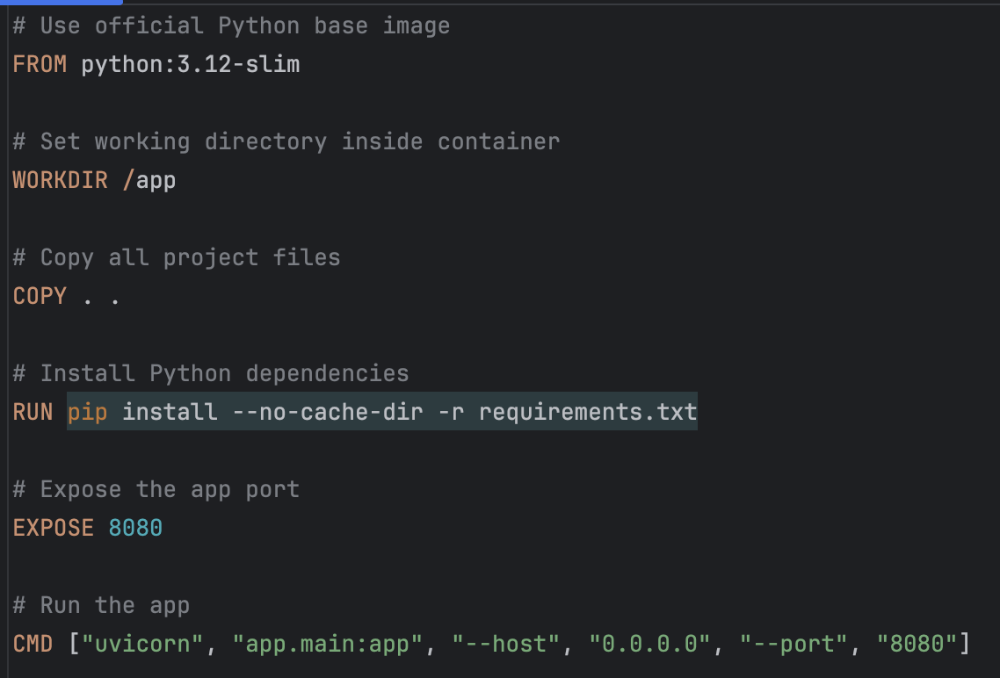 # Use official Python base image
FROM python:3.12-slim
# Set working directory inside container
WORKDIR /app
# Copy all project files
COPY . .
# Install Python dependencies
RUN pip install --no-cache-dir -r requirements.txt
# Expose the app port
EXPOSE 8080
# Run the app
CMD ["uvicorn", "app.main:app", "--host", "0.0.0.0", "--port", "8080"]